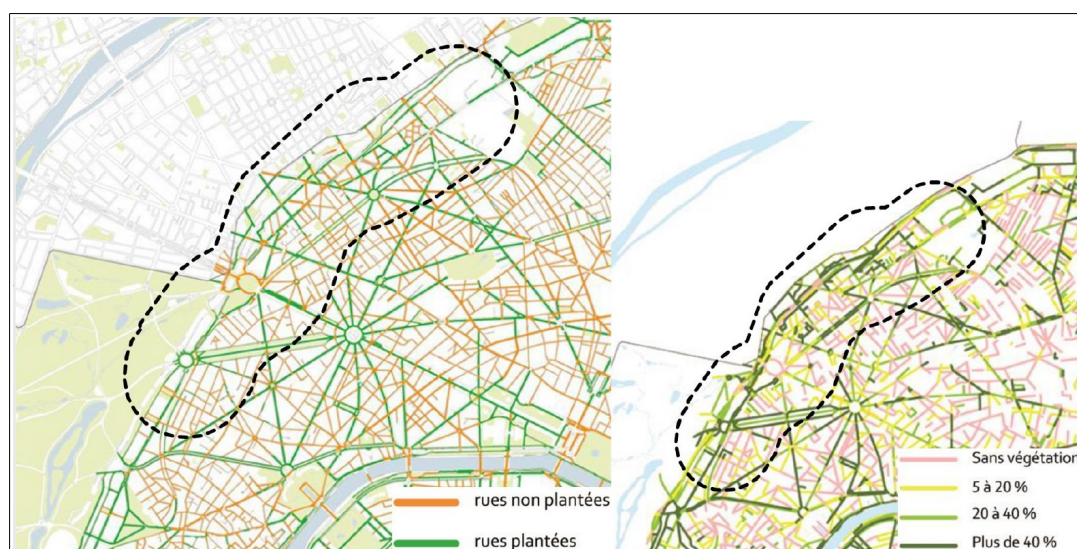 rues non plantées
rues plantées
Sans végétation
5 à 20 %
20 à 40 %
Plus de 40 %